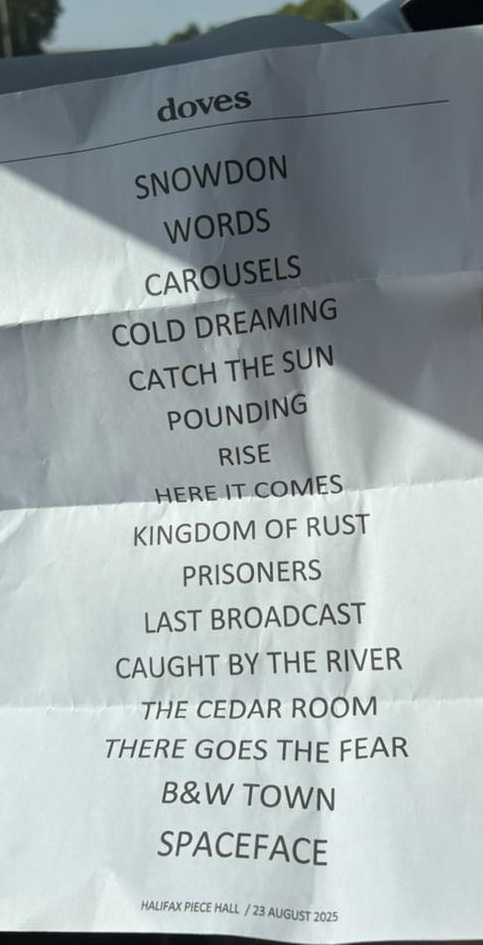 doves
SNOWDON
WORDS
CAROUSELS
COLD DREAMING
CATCH THE SUN
POUNDING
RISE
HERE IT COMES
KINGDOM OF RUST
PRISONERS
LAST BROADCAST
CAUGHT BY THE RIVER
THE CEDAR ROOM
THERE GOES THE FEAR
B&W TOWN
SPACEFACE
HALIFAX PIECE HALL / 23 AUGUST 2025